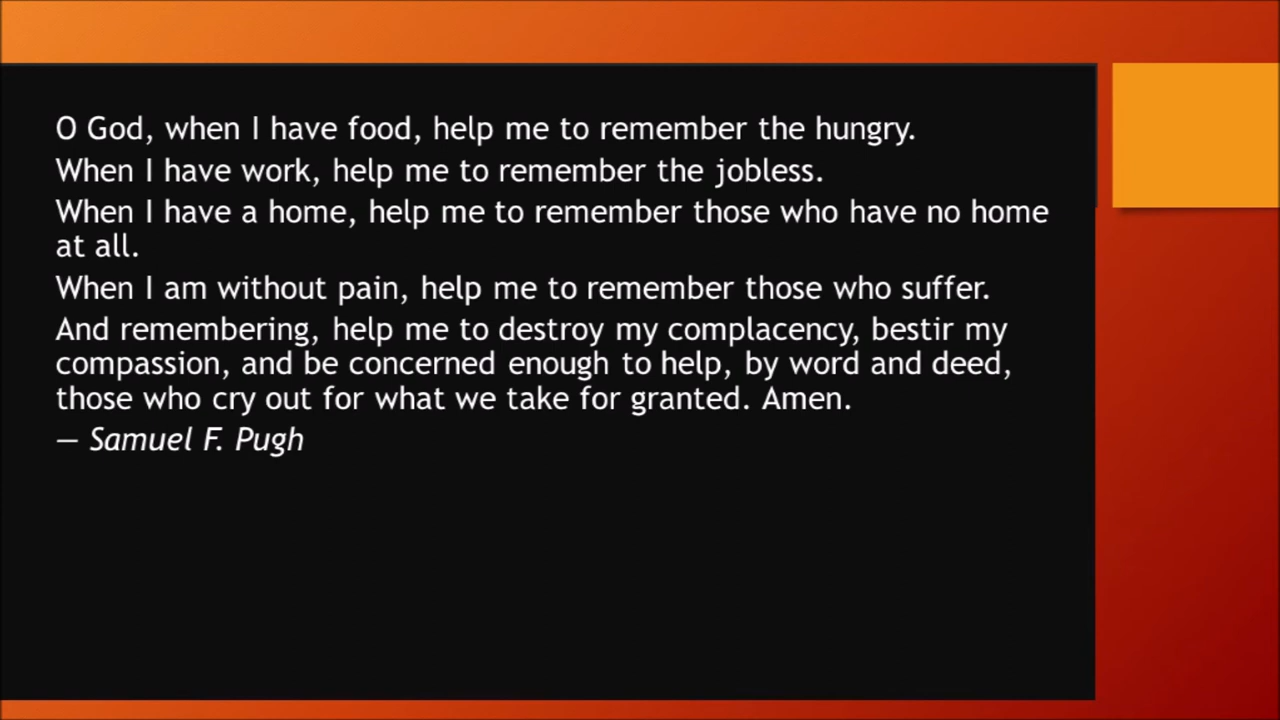 O God, when I have food, help me to remember the hungry.
When I have work, help me to remember the jobless.
When I have a home, help me to remember those who have no home
at all.
When I am without pain, help me to remember those who suffer.
And remembering, help me to destroy my complacency, bestir my
compassion, and be concerned enough to help, by word and deed,
those who cry out for what we take for granted. Amen.
— Samuel F. Pugh